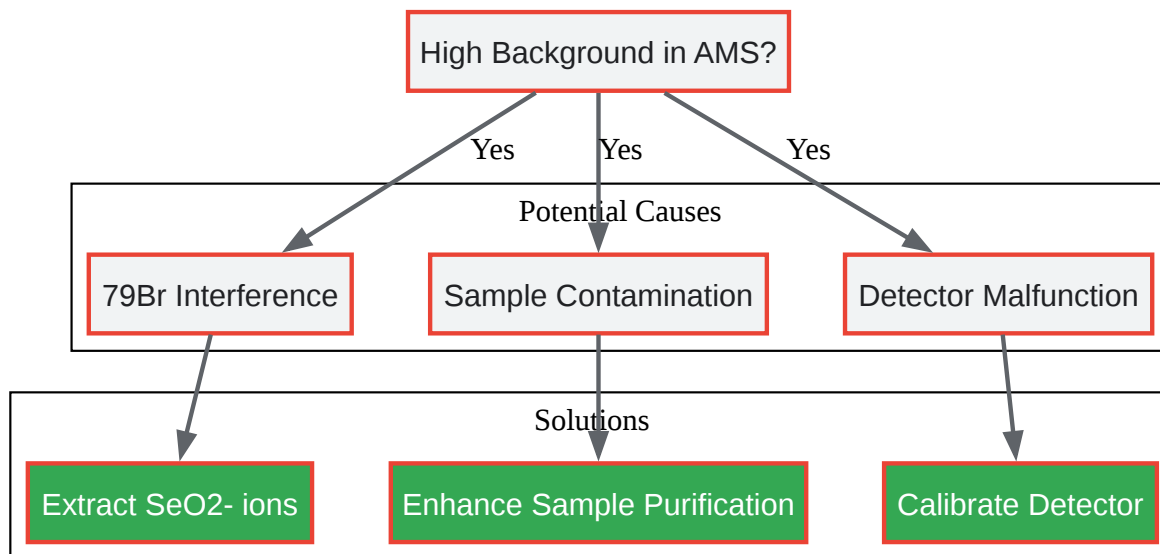 High Background in AMS?
Yes
Yes
Yes
Potential Causes
79Br Interference
Sample Contamination
Detector Malfunction
Solutions
Extract SeO2- ions
Enhance Sample Purification
Calibrate Detector